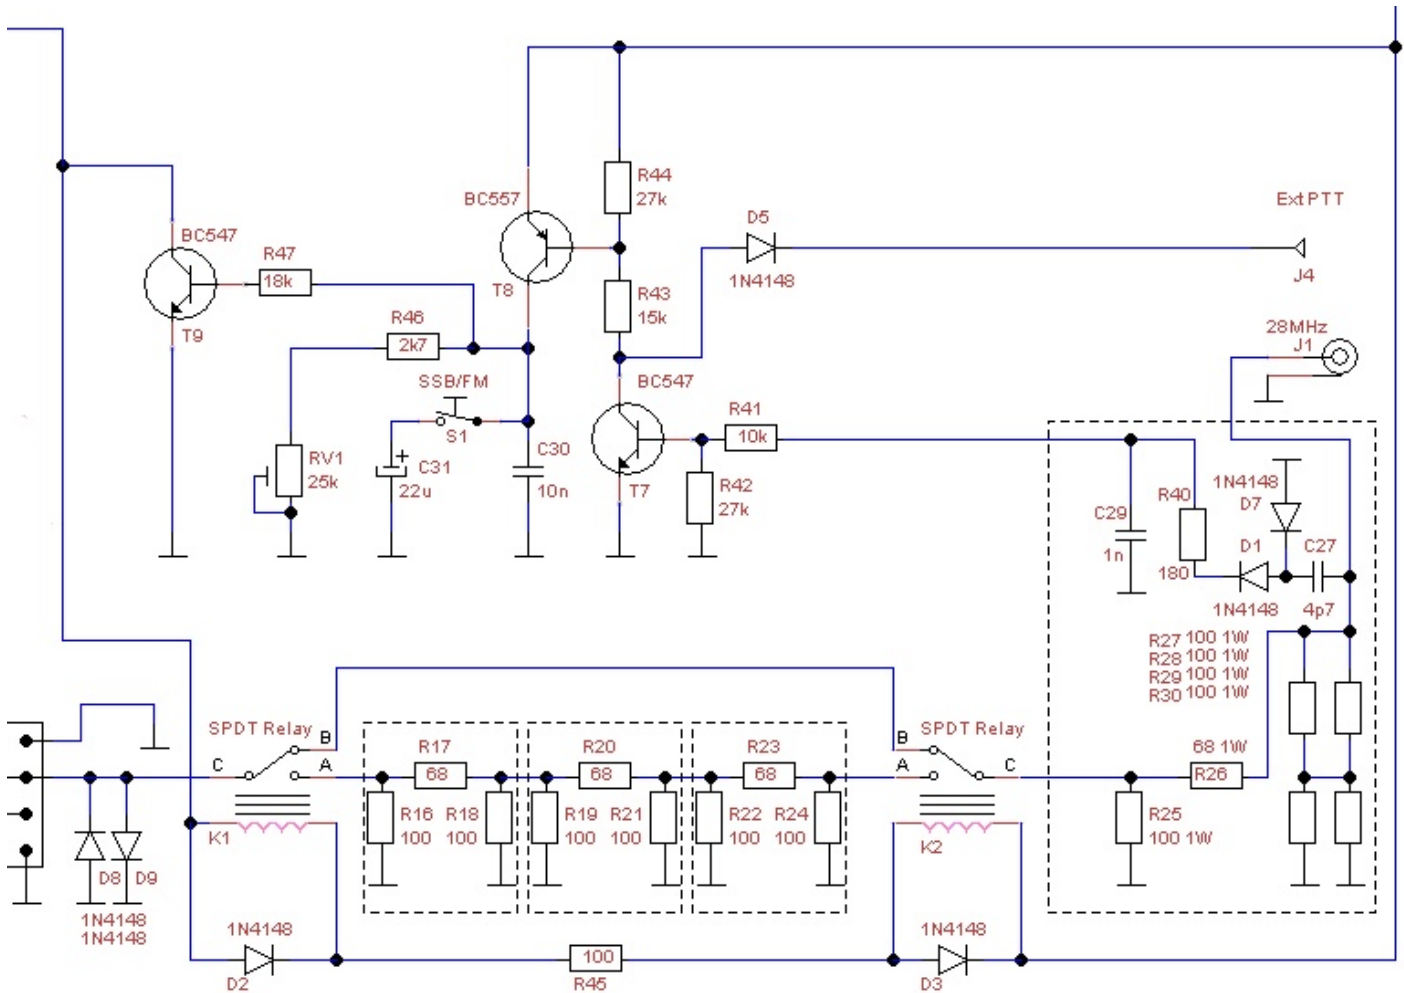 R44
27k
BC557
Ext PTT
D5
BC547
R47
18k
T8
1N4148
J4
R43
15k
T9
R46
2k7
28MHz
J1
SSB/FM
BC547
R41
10k
S1
RV1
25k
C31
22u
C30
10n
T7
R42
27k
1N4148
D7
R40
C29
1n
D1
C27
180
1N4148
4p7
R27 100 1W
R28 100 1W
R29 100 1W
R30 100 1W
SPDT Relay
B
C
A
R17
68
R20
68
R23
68
B
SPDT Relay
A
C
68 1W
R26
R16
100
R18
100
R19
100
R21
100
R22
100
R24
100
R25
100 1W
K1
K2
D8
D9
1N4148
1N4148
1N4148
D2
100
R45
1N4148
D3